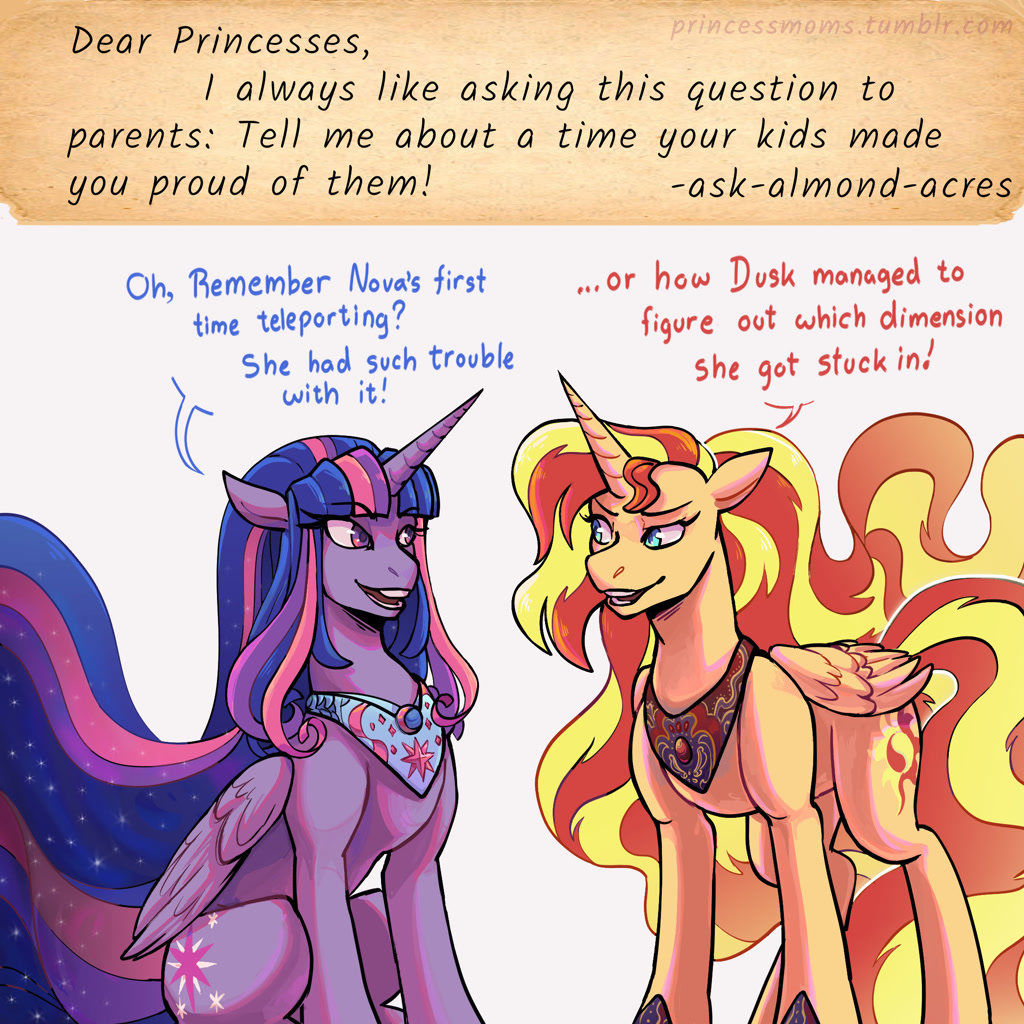 princessmoms.tumblr.com
Dear Princesses,
I always like asking this question to
parents: Tell me about a time your kids made
you proud of them!
-ask-almond-acres
Oh, Remember Nova's first
time teleporting?
She had such trouble
with it!
...or how Dusk managed to
figure out which dimension
she got stuck in!